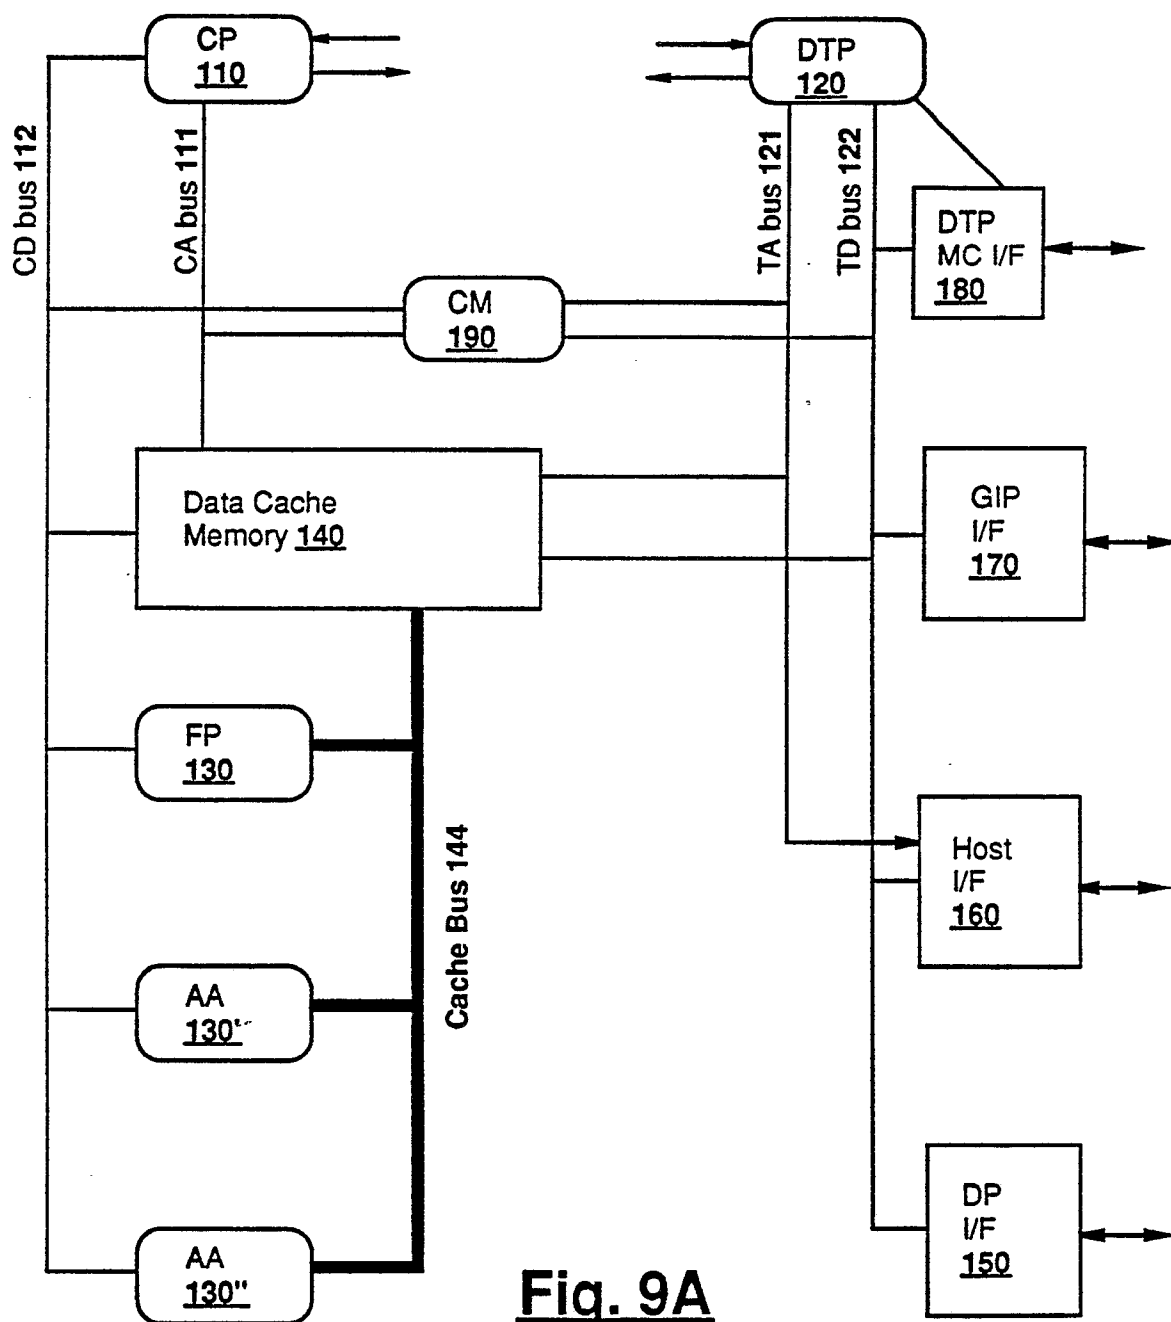 CP
110
DTP
120
CD bus 112
CA bus 111
TA bus 121
TD bus 122
DTP
MC I/F
180
CM
190
Data Cache
Memory 140
GIP
I/F
170
FP
130
Cache Bus 144
Host
I/F
160
AA
130'
DP
I/F
150
AA
130"
Fig. 9A